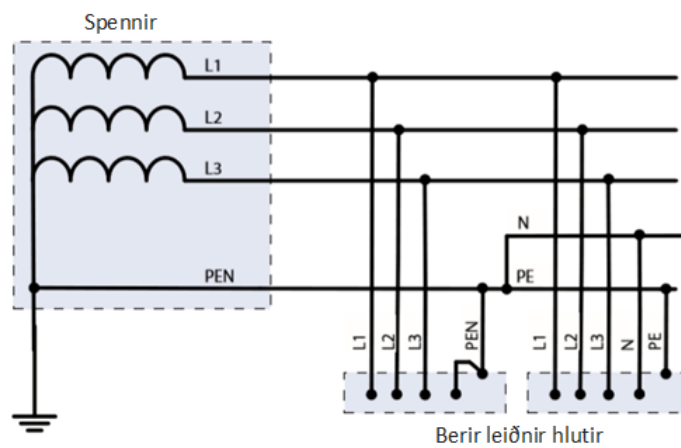 Spennir
L1
L2
L3
N
PEN
PE
L1
L2
L3
PEN
L1
L2
L3
N
PE
Berir leiðnir hlutir